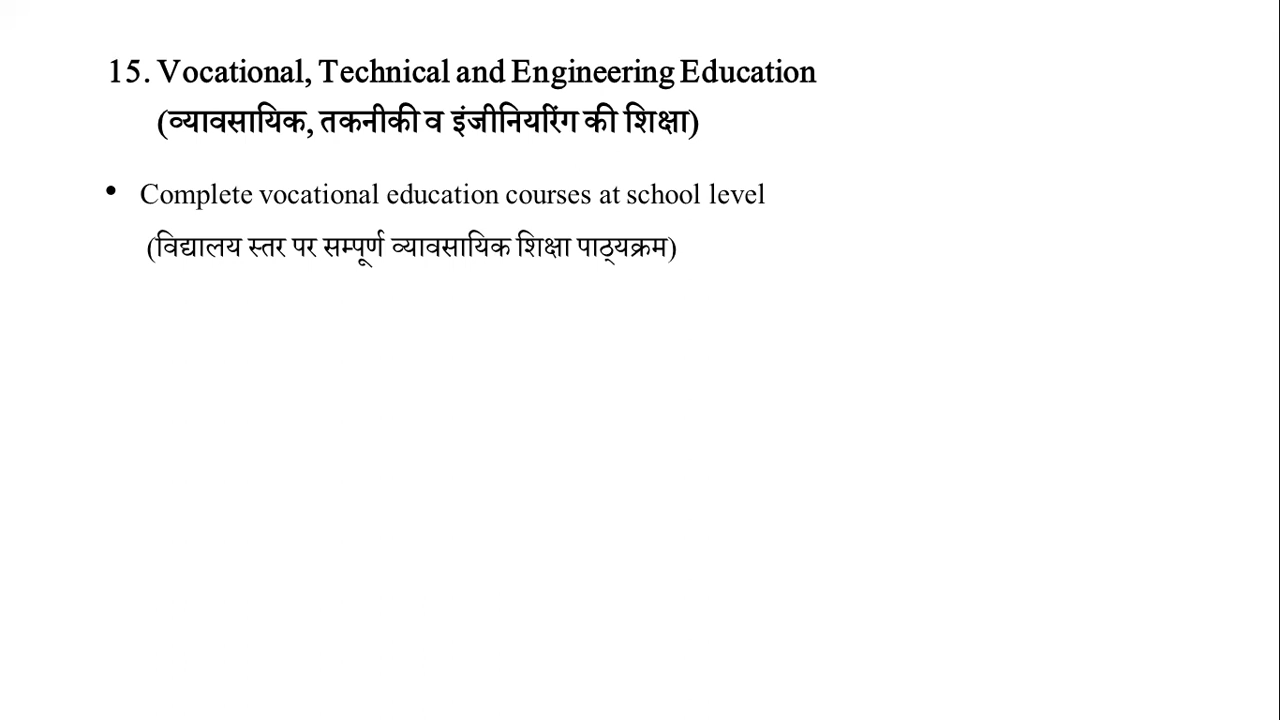 15. Vocational, Technical and Engineering Education
(व्यावसायिक, तकनीकी व इंजीनियरिंग की शिक्षा)
• Complete vocational education courses at school level
(विद्यालय स्तर पर सम्पूर्ण व्यावसायिक शिक्षा पाठ्यक्रम)